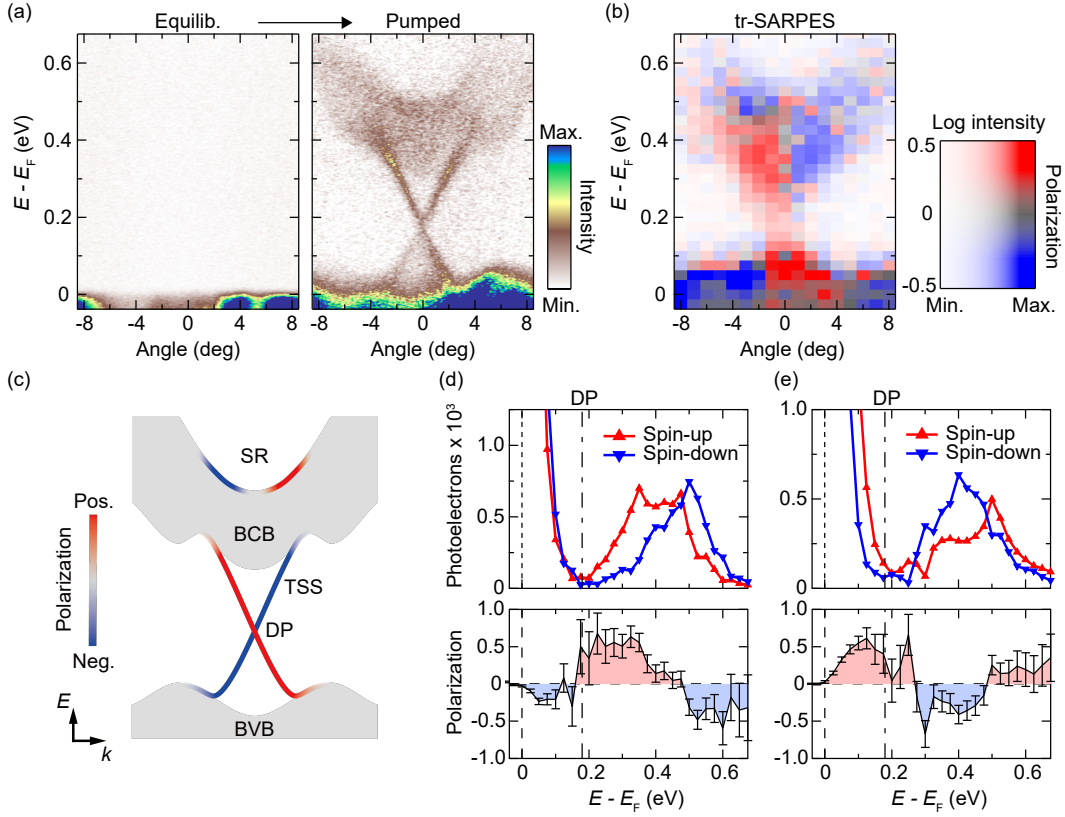 (a)
Equilib.
Pumped
E - E_F (eV)
0.6
0.4
0.2
0
-8
-4
0
4
8
-8
-4
0
4
8
Angle (deg)
Angle (deg)
Max.
Intensity
Min.
(b)
tr-SARPES
E - E_F (eV)
0.6
0.4
0.2
0
-8
-4
0
4
8
Angle (deg)
Log intensity
0.5
0
-0.5
Polarization
Min.
Max.
(c)
Pos.
Polarization
Neg.
SR
BCB
TSS
DP
BVB
E
k
(d)
DP
Photoelectrons x 10³
1.0
0.5
0
Spin-up
Spin-down
Polarization
1.0
0.5
0
-0.5
-1.0
0
0.2
0.4
0.6
E - E_F (eV)
(e)
DP
1.0
0.5
0
Spin-up
Spin-down
1.0
0.5
0
-0.5
-1.0
0
0.2
0.4
0.6
E - E_F (eV)